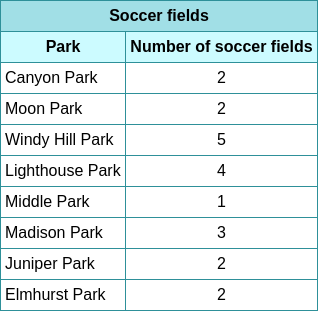 Soccer fields
Park Number of soccer fields
Canyon Park 2
Moon Park 2
Windy Hill Park 5
Lighthouse Park 4
Middle Park 1
Madison Park 3
Juniper Park 2
Elmhurst Park 2